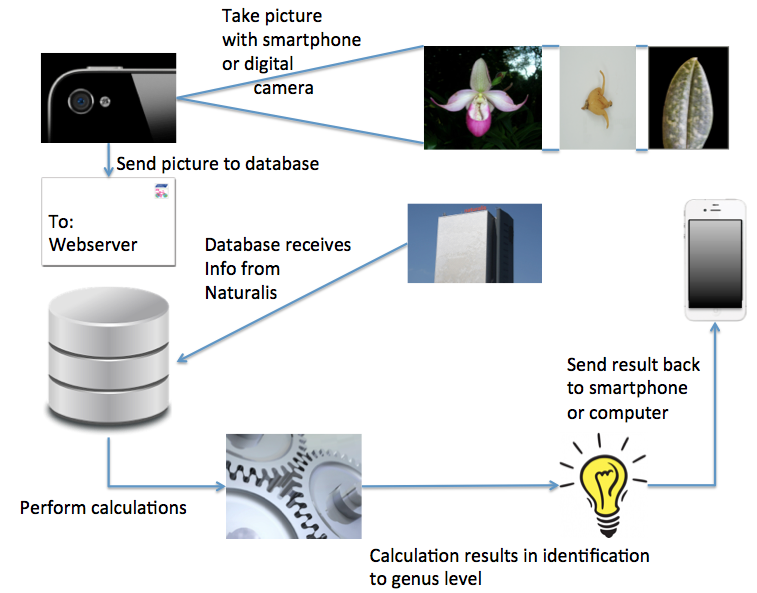 Take picture
with smartphone
or digital
camera
Send picture to database
To:
Webserver
Database receives
Info from
Naturalis
Send result back
to smartphone
or computer
Perform calculations
Calculation results in identification
to genus level